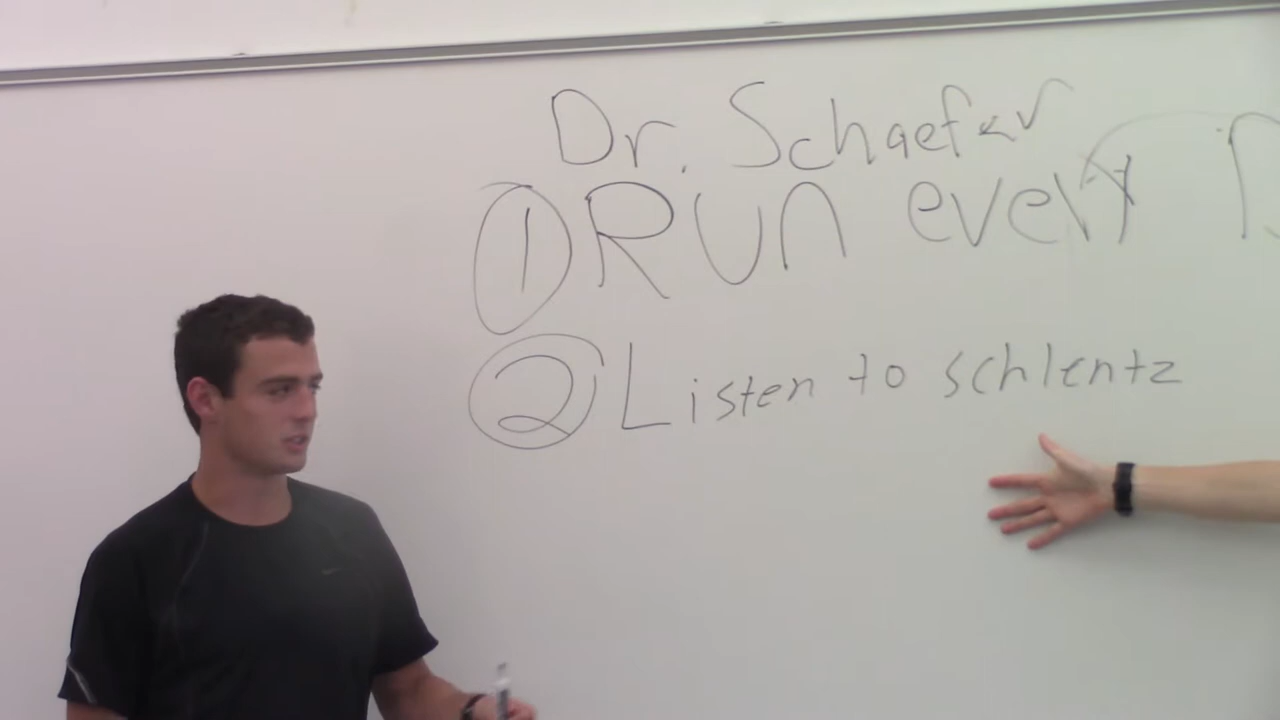 Dr. Schaefer
① Run every
② Listen to schlentz